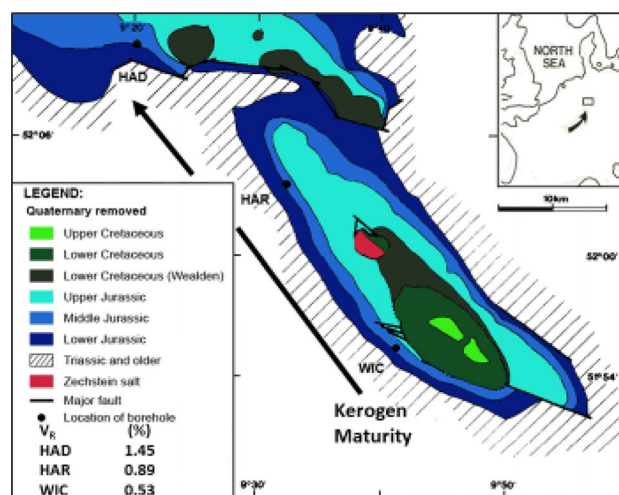 9°20'
9°50'
NORTH
SEA
HAD
52°06'
10km
LEGEND:
Quaternary removed
Upper Cretaceous
Lower Cretaceous
Lower Cretaceous (Wealden)
Upper Jurassic
Middle Jurassic
Lower Jurassic
Triassic and older
Zechstein salt
Major fault
Location of borehole
VR (%)
HAD 1.45
HAR 0.89
WIC 0.53
HAR
52°00'
WIC
51°54'
Kerogen
Maturity
9°30'
9°50'